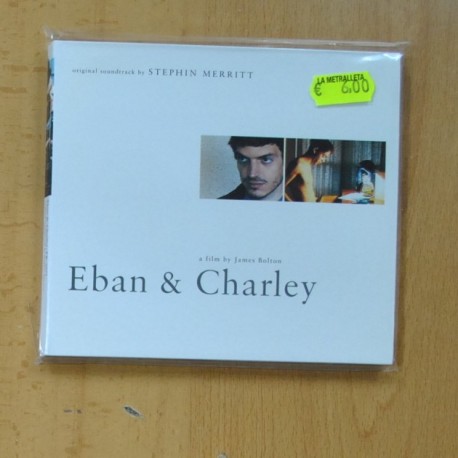 original soundtrack by STEPHIN MERRITT
LA METRALLETA
€ 6.00
a film by James Bolton
Eban & Charley